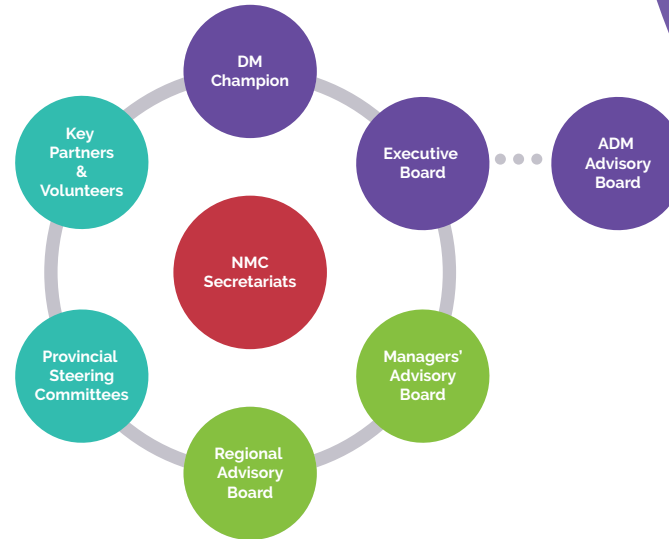 DM
Champion
Key
Partners
&
Volunteers
Executive
Board
ADM
Advisory
Board
NMC
Secretariats
Provincial
Steering
Committees
Managers'
Advisory
Board
Regional
Advisory
Board